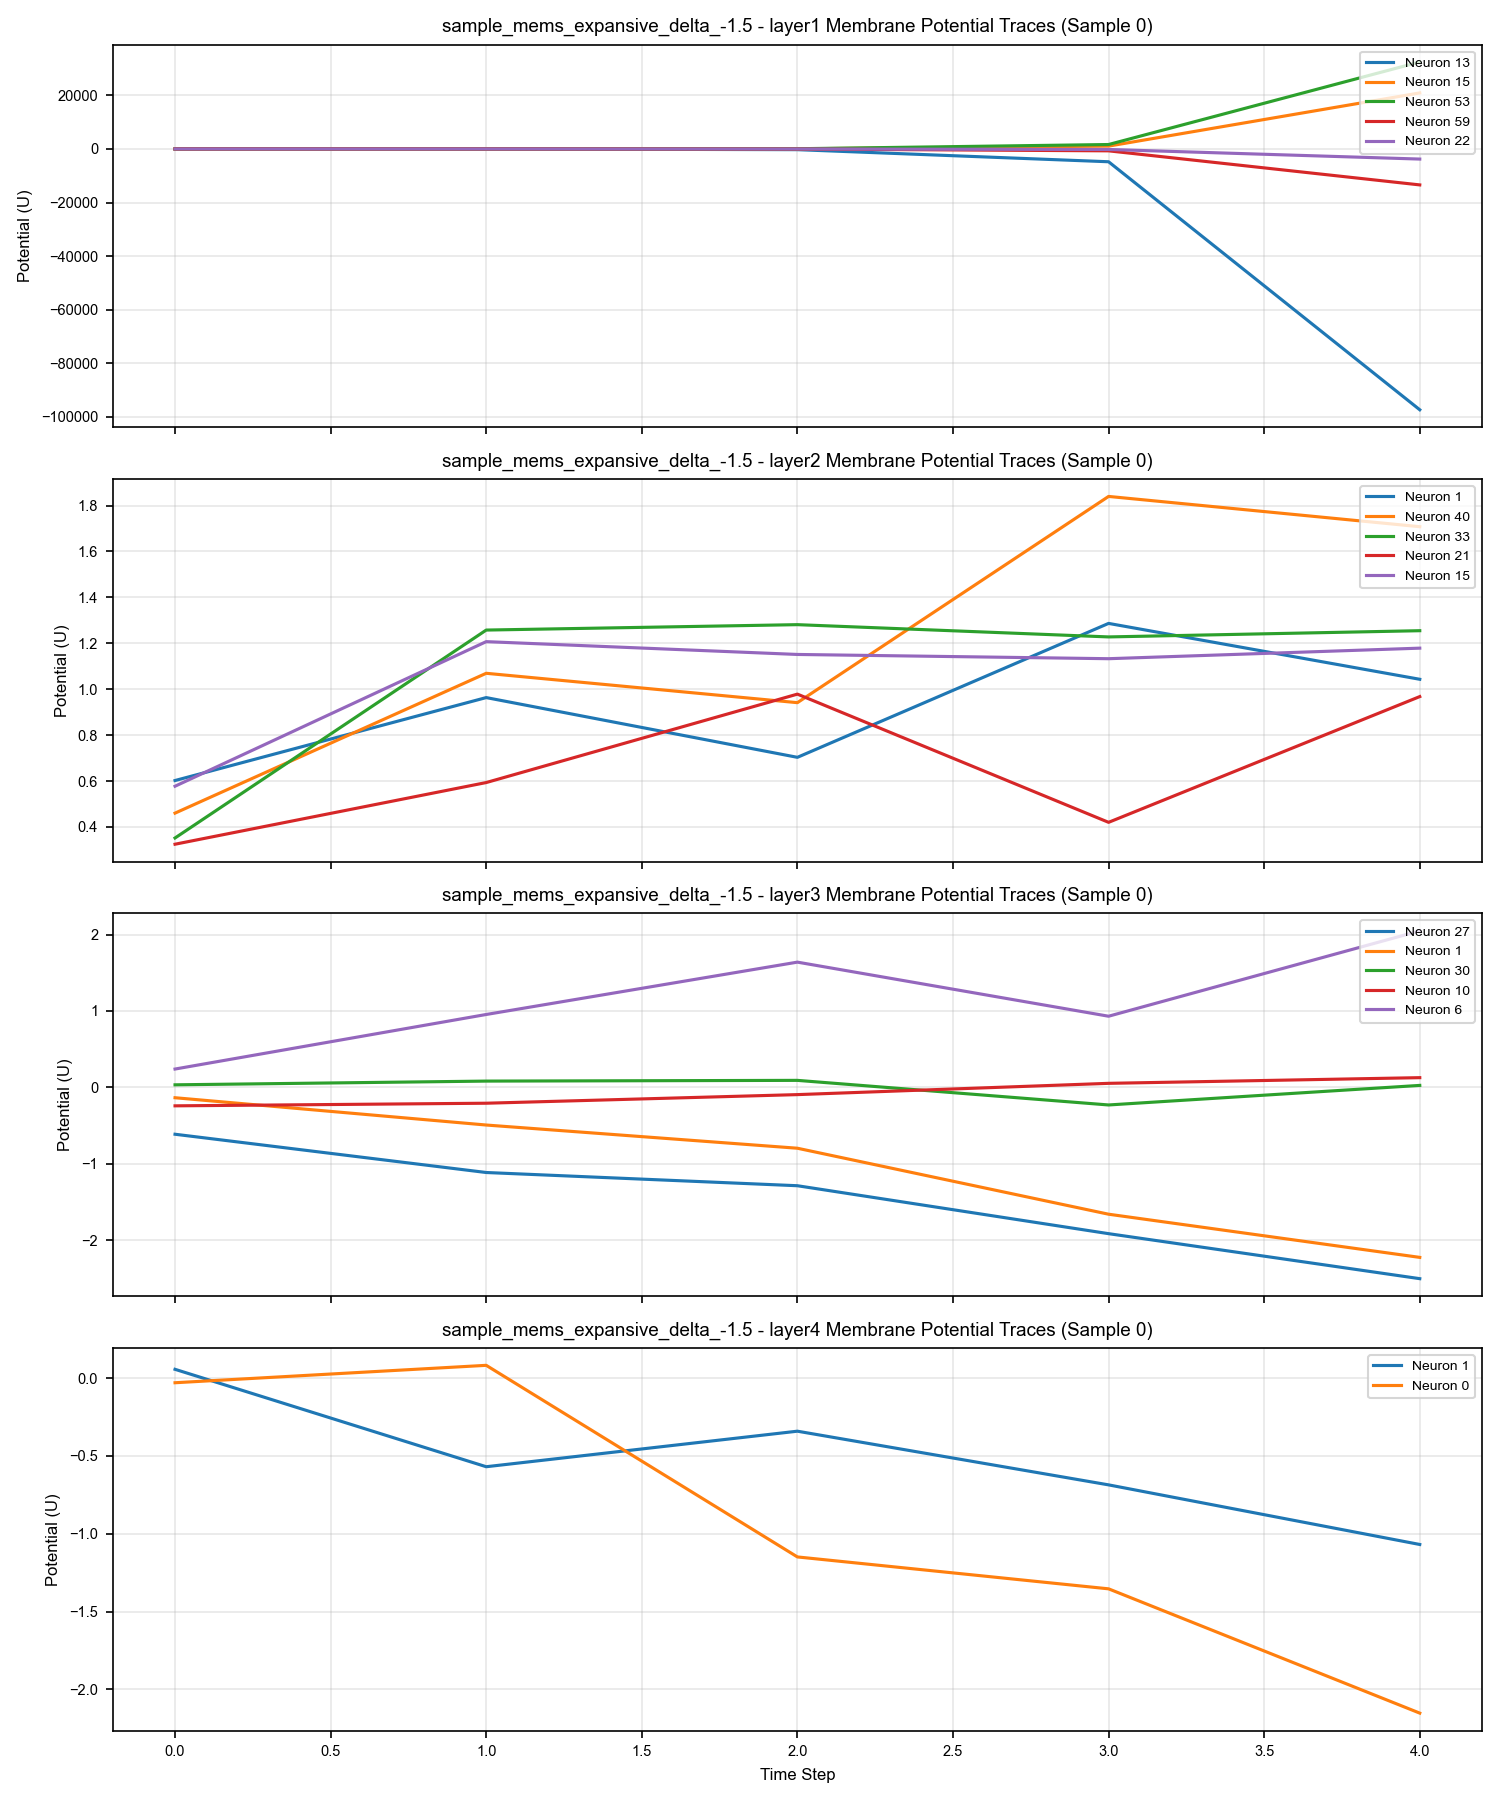 sample_mems_expansive_delta_-1.5 - layer1 Membrane Potential Traces (Sample 0)
Potential (U)
20000
0
−20000
−40000
−60000
−80000
−100000
Neuron 13
Neuron 15
Neuron 53
Neuron 59
Neuron 22
sample_mems_expansive_delta_-1.5 - layer2 Membrane Potential Traces (Sample 0)
Potential (U)
1.8
1.6
1.4
1.2
1.0
0.8
0.6
0.4
Neuron 1
Neuron 40
Neuron 33
Neuron 21
Neuron 15
sample_mems_expansive_delta_-1.5 - layer3 Membrane Potential Traces (Sample 0)
Potential (U)
2
1
0
−1
−2
Neuron 27
Neuron 1
Neuron 30
Neuron 10
Neuron 6
sample_mems_expansive_delta_-1.5 - layer4 Membrane Potential Traces (Sample 0)
Potential (U)
0.0
−0.5
−1.0
−1.5
−2.0
Neuron 1
Neuron 0
0.0 0.5 1.0 1.5 2.0 2.5 3.0 3.5 4.0
Time Step